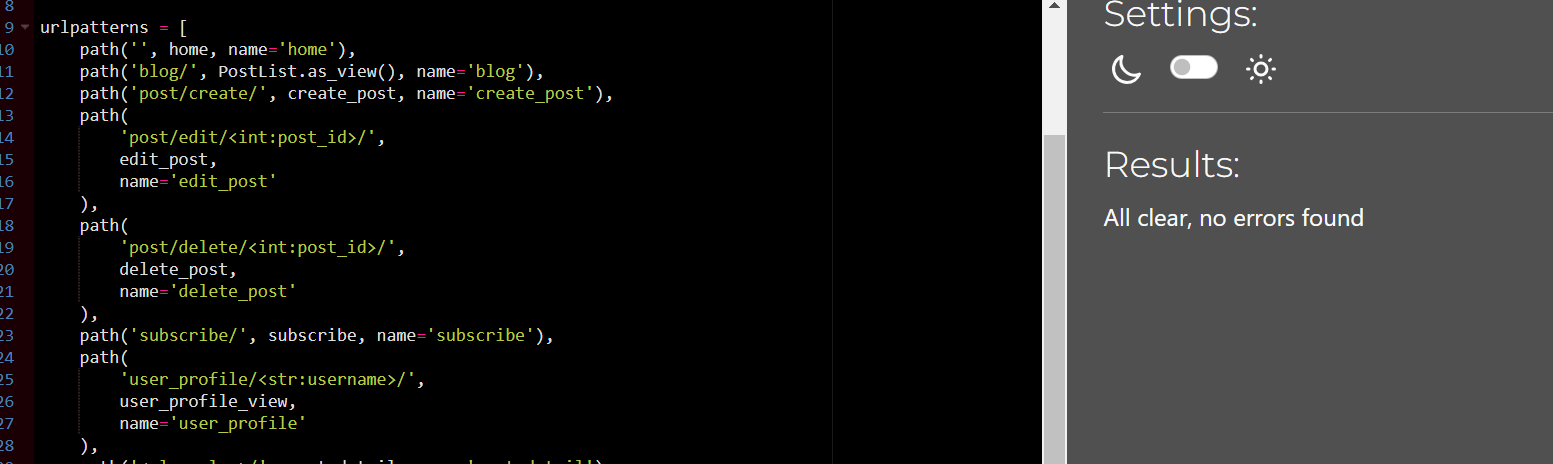 8
9 urlpatterns = [
10 path('', home, name='home'),
11 path('blog/', PostList.as_view(), name='blog'),
12 path('post/create/', create_post, name='create_post'),
13 path(
14 'post/edit/<int:post_id>/',
15 edit_post,
16 name='edit_post'
17 ),
18 path(
19 'post/delete/<int:post_id>/',
20 delete_post,
21 name='delete_post'
22 ),
23 path('subscribe/', subscribe, name='subscribe'),
24 path(
25 'user_profile/<str:username>/',
26 user_profile_view,
27 name='user_profile'
28 ),
Settings:
Results:
All clear, no errors found